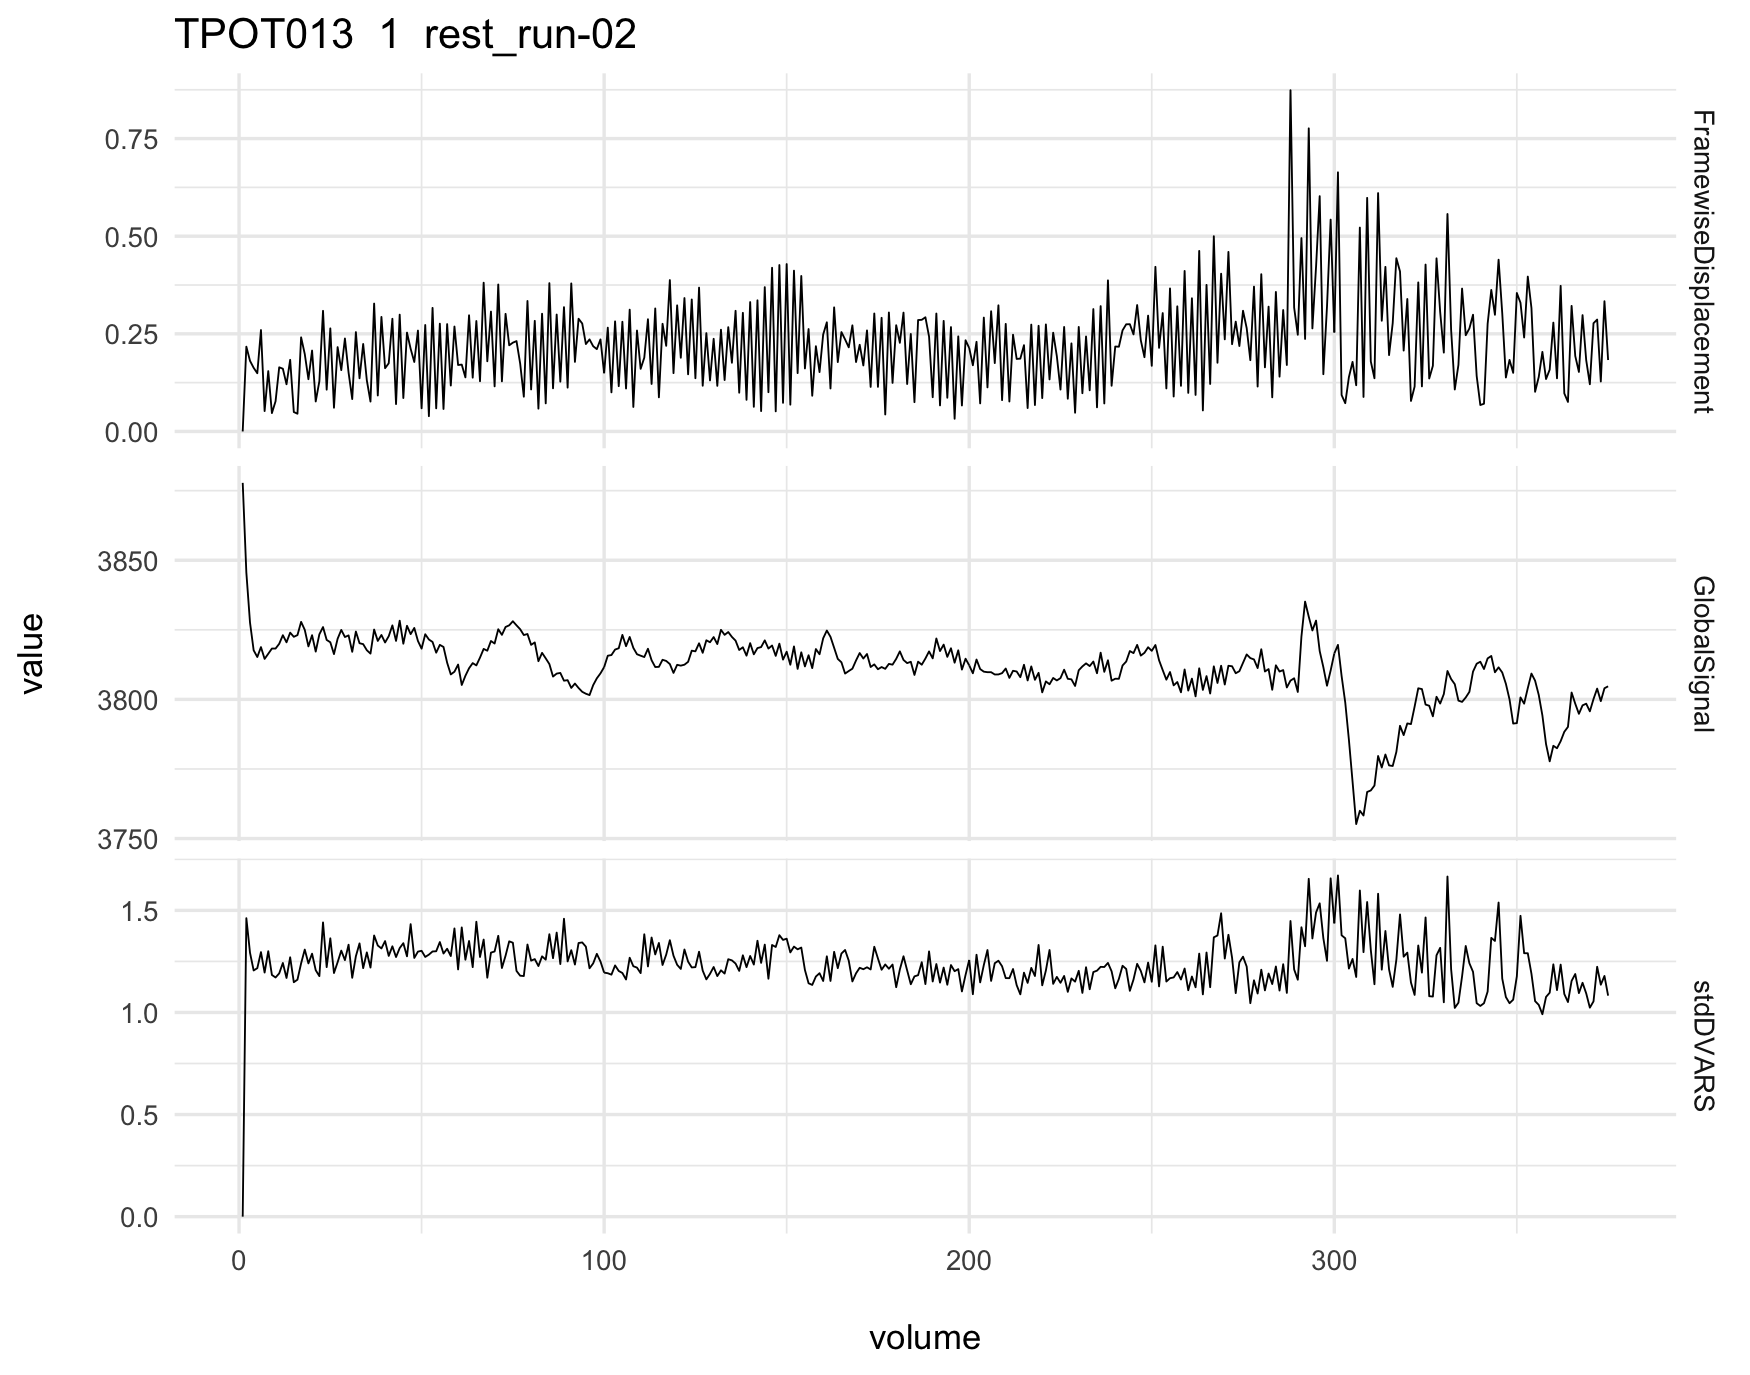 TPOT013 1 rest_run-02
0.75
0.50
0.25
0.00
FramewiseDisplacement
3850
3800
3750
GlobalSignal
1.5
1.0
0.5
0.0
stdDVARS
value
0 100 200 300
volume